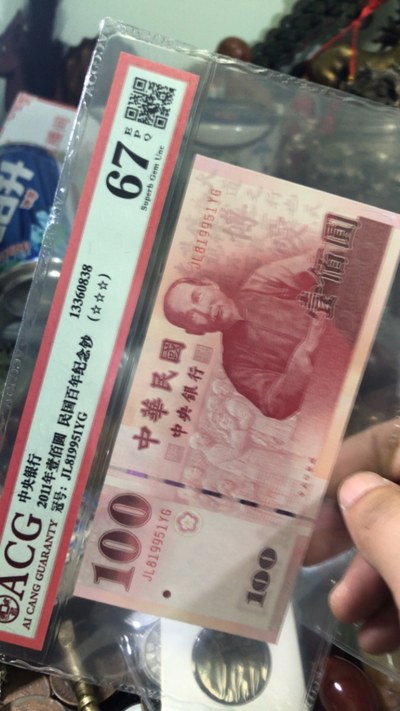 ACG
AI CANG GUARANTY
中央银行
2011年壹佰圓 民国百年纪念钞
冠号: JL819951YG
13360838
(☆☆☆)
67
EPQ
Superb Gem Unc
JL819951YG
壹佰圓
中華民國
中央銀行
100
JL819951YG
100